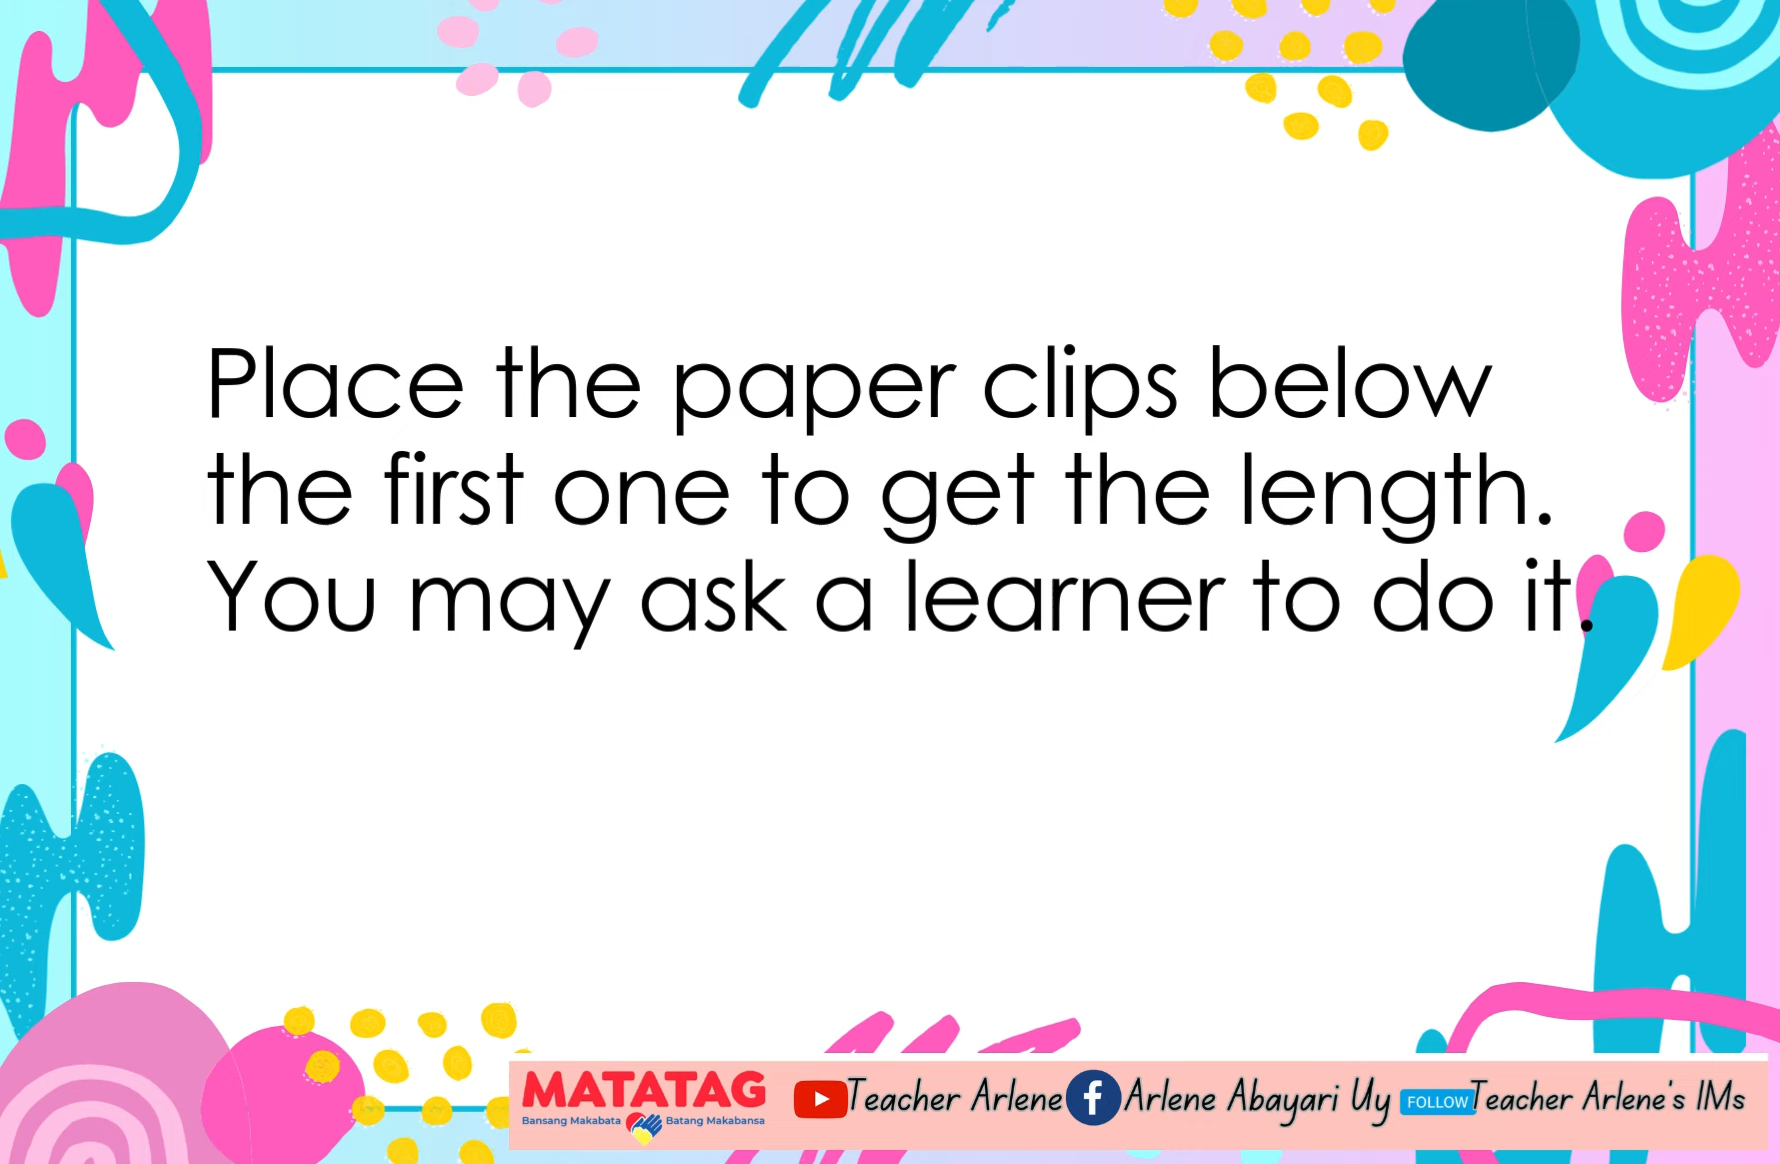 Place the paper clips below
the first one to get the length.
You may ask a learner to do it.
MATATAG
Bansang Makabata Batang Makabansa
Teacher Arlene
Arlene Abayari Uy
FOLLOW
Teacher Arlene's IMs